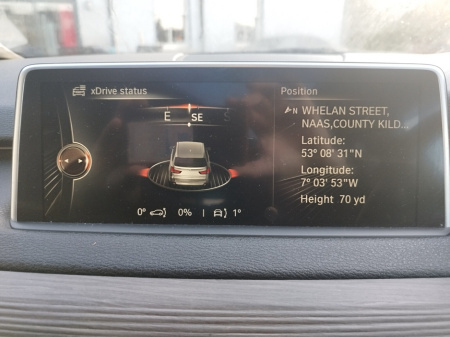 xDrive status
E SE S
0° 0% | 1°
Position
N WHELAN STREET,
NAAS,COUNTY KILD...
Latitude:
53° 08' 31"N
Longitude:
7° 03' 53"W
Height 70 yd